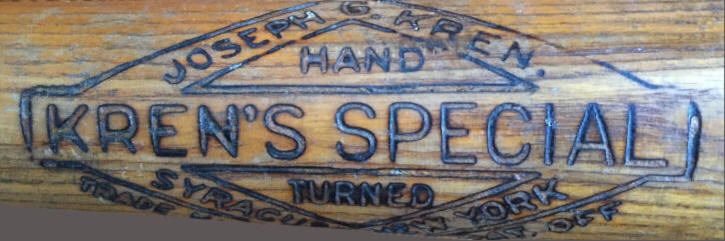 JOSEPH G. KREN.
HAND
KREN'S SPECIAL
TURNED
SYRACUSE NEW YORK
TRADE OFF